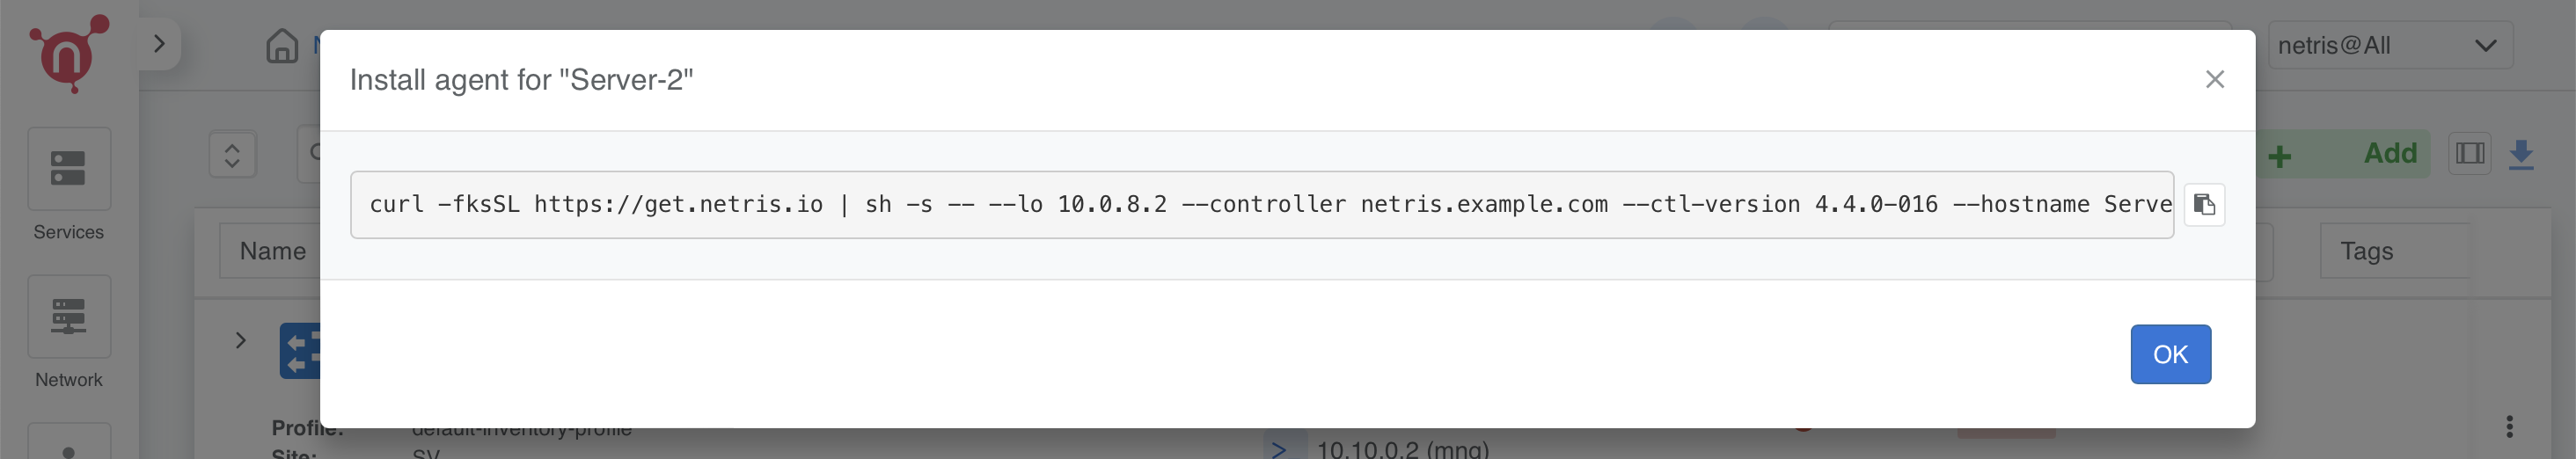 netris@All
Install agent for "Server-2"
Add
curl -fksSL https://get.netris.io | sh -s -- --lo 10.0.8.2 --controller netris.example.com --ctl-version 4.4.0-016 --hostname Serve
Services
Name
Tags
OK
Network
Profile: default-inventory-profile
Site: SV
10.10.0.2 (mng)